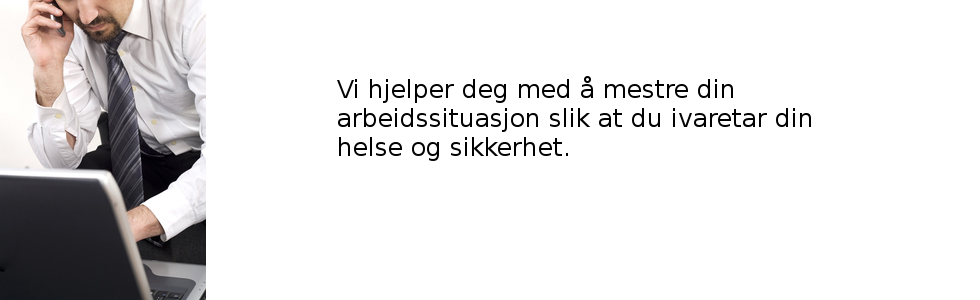 Vi hjelper deg med å mestre din
arbeidssituasjon slik at du ivaretar din
helse og sikkerhet.